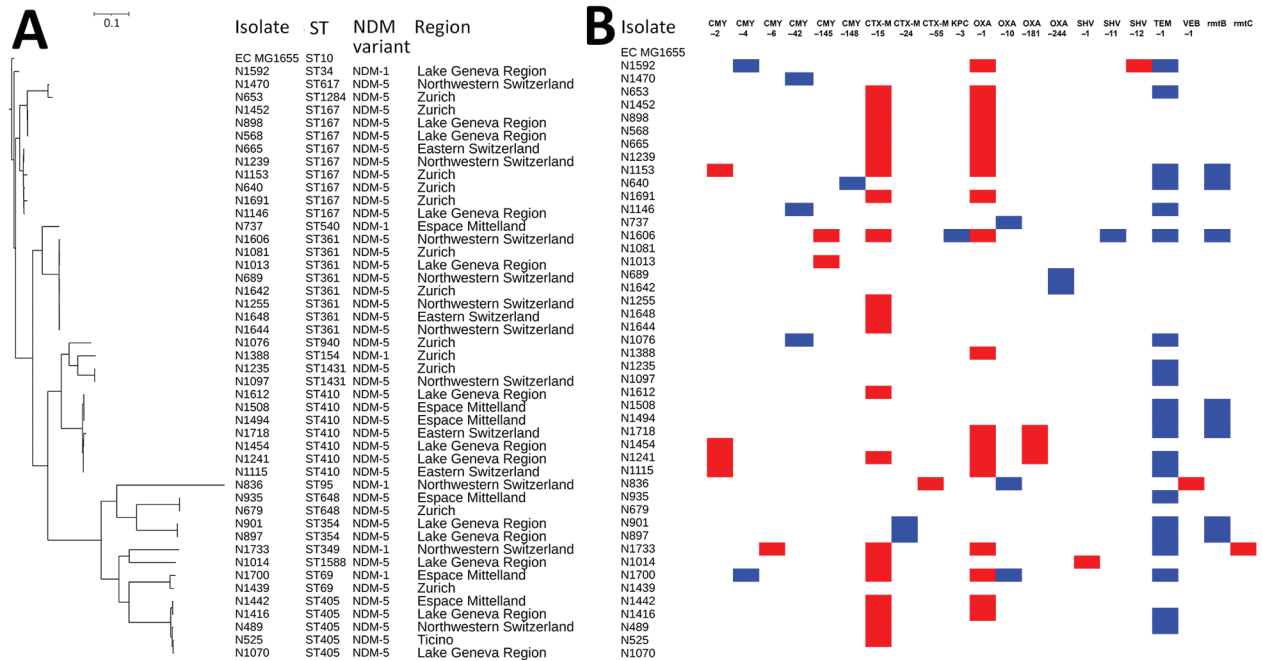 0.1
A
Isolate ST NDM variant Region
EC MG1655 ST10
N1592 ST34 NDM-1 Lake Geneva Region
N1470 ST617 NDM-5 Northwestern Switzerland
N653 ST1284 NDM-5 Zurich
N1452 ST167 NDM-5 Zurich
N898 ST167 NDM-5 Lake Geneva Region
N568 ST167 NDM-5 Lake Geneva Region
N665 ST167 NDM-5 Eastern Switzerland
N1239 ST167 NDM-5 Northwestern Switzerland
N1153 ST167 NDM-5 Zurich
N640 ST167 NDM-5 Zurich
N1691 ST167 NDM-5 Zurich
N1146 ST167 NDM-5 Lake Geneva Region
N737 ST540 NDM-1 Espace Mittelland
N1606 ST361 NDM-5 Northwestern Switzerland
N1081 ST361 NDM-5 Zurich
N1013 ST361 NDM-5 Lake Geneva Region
N689 ST361 NDM-5 Northwestern Switzerland
N1642 ST361 NDM-5 Zurich
N1255 ST361 NDM-5 Northwestern Switzerland
N1648 ST361 NDM-5 Eastern Switzerland
N1644 ST361 NDM-5 Northwestern Switzerland
N1076 ST940 NDM-5 Zurich
N1388 ST154 NDM-1 Zurich
N1235 ST1431 NDM-5 Zurich
N1097 ST1431 NDM-5 Northwestern Switzerland
N1612 ST410 NDM-5 Lake Geneva Region
N1508 ST410 NDM-5 Espace Mittelland
N1494 ST410 NDM-5 Espace Mittelland
N1718 ST410 NDM-5 Eastern Switzerland
N1454 ST410 NDM-5 Lake Geneva Region
N1241 ST410 NDM-5 Lake Geneva Region
N1115 ST410 NDM-5 Eastern Switzerland
N836 ST95 NDM-1 Northwestern Switzerland
N935 ST648 NDM-5 Espace Mittelland
N679 ST648 NDM-5 Zurich
N901 ST354 NDM-5 Lake Geneva Region
N897 ST354 NDM-5 Lake Geneva Region
N1733 ST349 NDM-1 Northwestern Switzerland
N1014 ST1588 NDM-5 Lake Geneva Region
N1700 ST69 NDM-1 Espace Mittelland
N1439 ST69 NDM-5 Zurich
N1442 ST405 NDM-5 Espace Mittelland
N1416 ST405 NDM-5 Lake Geneva Region
N489 ST405 NDM-5 Northwestern Switzerland
N525 ST405 NDM-5 Ticino
N1070 ST405 NDM-5 Lake Geneva Region
B
Isolate CMY CMY CMY CMY CMY CMY CTX-M CTX-M CTX-M KPC OXA OXA OXA OXA SHV SHV TEM VEB rmtB rmtC
–2 –4 –6 –42 –145 –148 –15 –24 –55 –3 –1 –10 –181 –244 –1 –12 –1 –1
EC MG1655
N1592
N1470
N653
N1452
N898
N568
N665
N1239
N1153
N640
N1691
N1146
N737
N1606
N1081
N1013
N689
N1642
N1255
N1648
N1644
N1076
N1388
N1235
N1097
N1612
N1508
N1494
N1718
N1454
N1241
N1115
N836
N935
N679
N901
N897
N1733
N1014
N1700
N1439
N1442
N1416
N489
N525
N1070